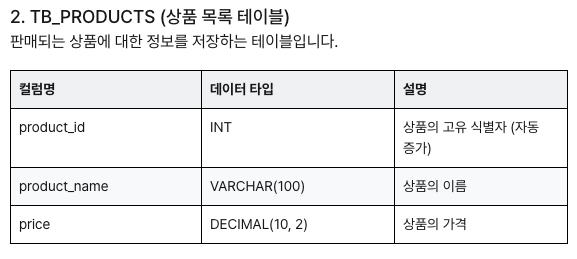 2. TB_PRODUCTS (상품 목록 테이블)
판매되는 상품에 대한 정보를 저장하는 테이블입니다.
컬럼명 데이터 타입 설명
product_id INT 상품의 고유 식별자 (자동
증가)
product_name VARCHAR(100) 상품의 이름
price DECIMAL(10, 2) 상품의 가격